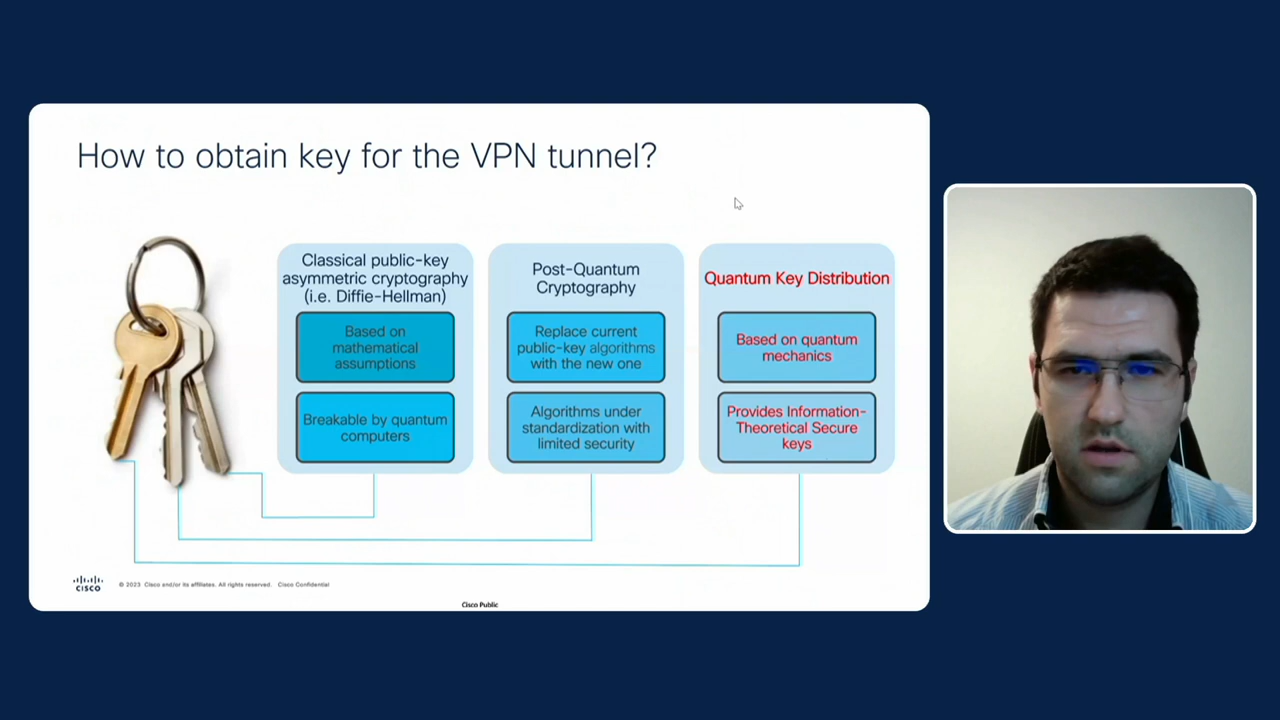 How to obtain key for the VPN tunnel?
Classical public-key
asymmetric cryptography
(i.e. Diffie-Hellman)
Based on
mathematical
assumptions
Breakable by quantum
computers
Post-Quantum
Cryptography
Replace current
public-key algorithms
with the new one
Algorithms under
standardization with
limited security
Quantum Key Distribution
Based on quantum
mechanics
Provides Information-
Theoretical Secure
keys
CISCO
© 2023 Cisco and/or its affiliates. All rights reserved. Cisco Confidential
Cisco Public